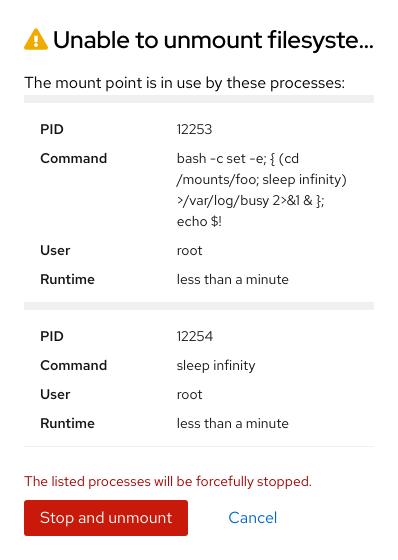 Unable to unmount filesyste...
The mount point is in use by these processes:
PID 12253
Command bash -c set -e; { (cd
/mounts/foo; sleep infinity)
>/var/log/busy 2>&1 & };
echo $!
User root
Runtime less than a minute
PID 12254
Command sleep infinity
User root
Runtime less than a minute
The listed processes will be forcefully stopped.
Stop and unmount Cancel